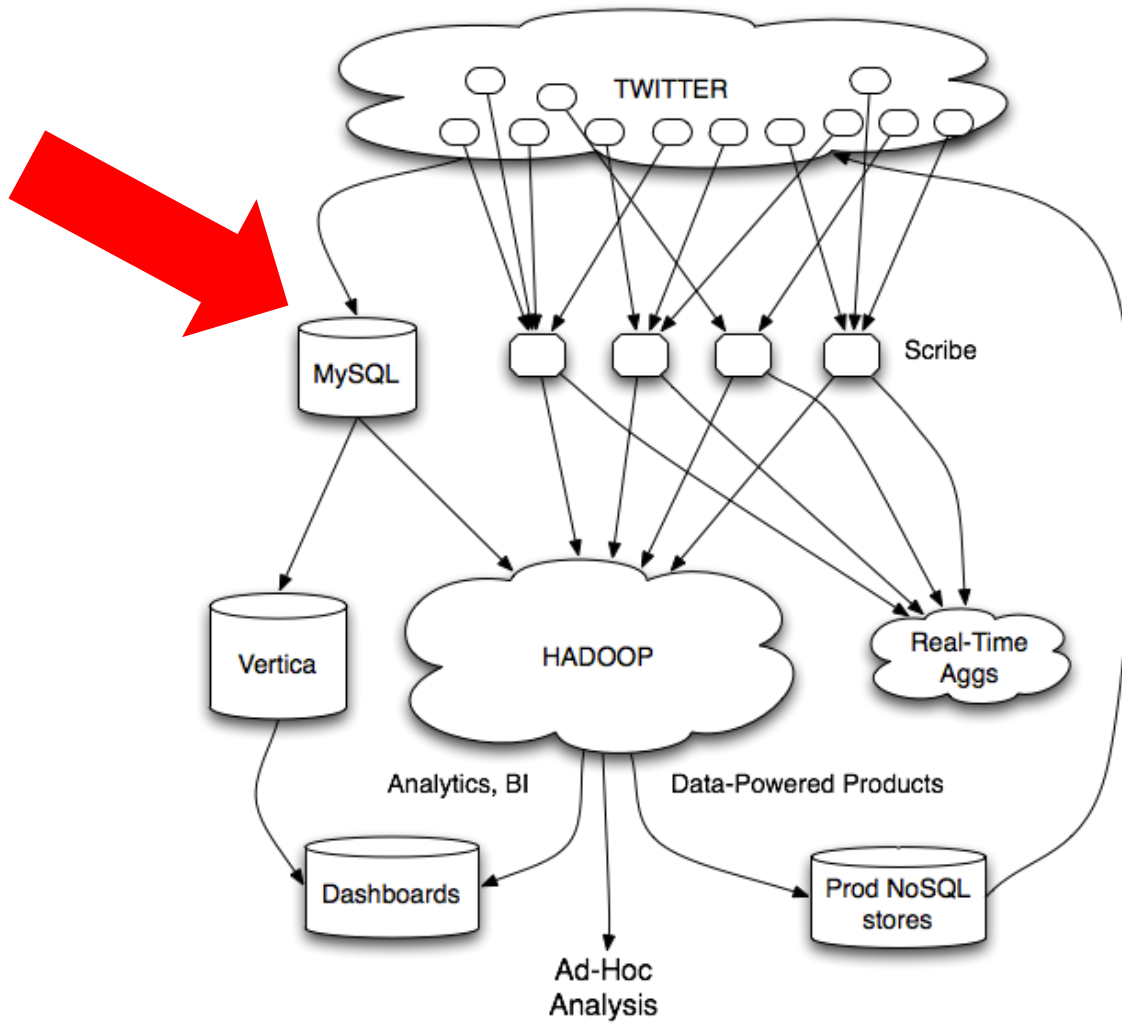 TWITTER
MySQL
Scribe
Vertica
HADOOP
Real-Time
Aggs
Analytics, BI
Data-Powered Products
Dashboards
Prod NoSQL
stores
Ad-Hoc
Analysis